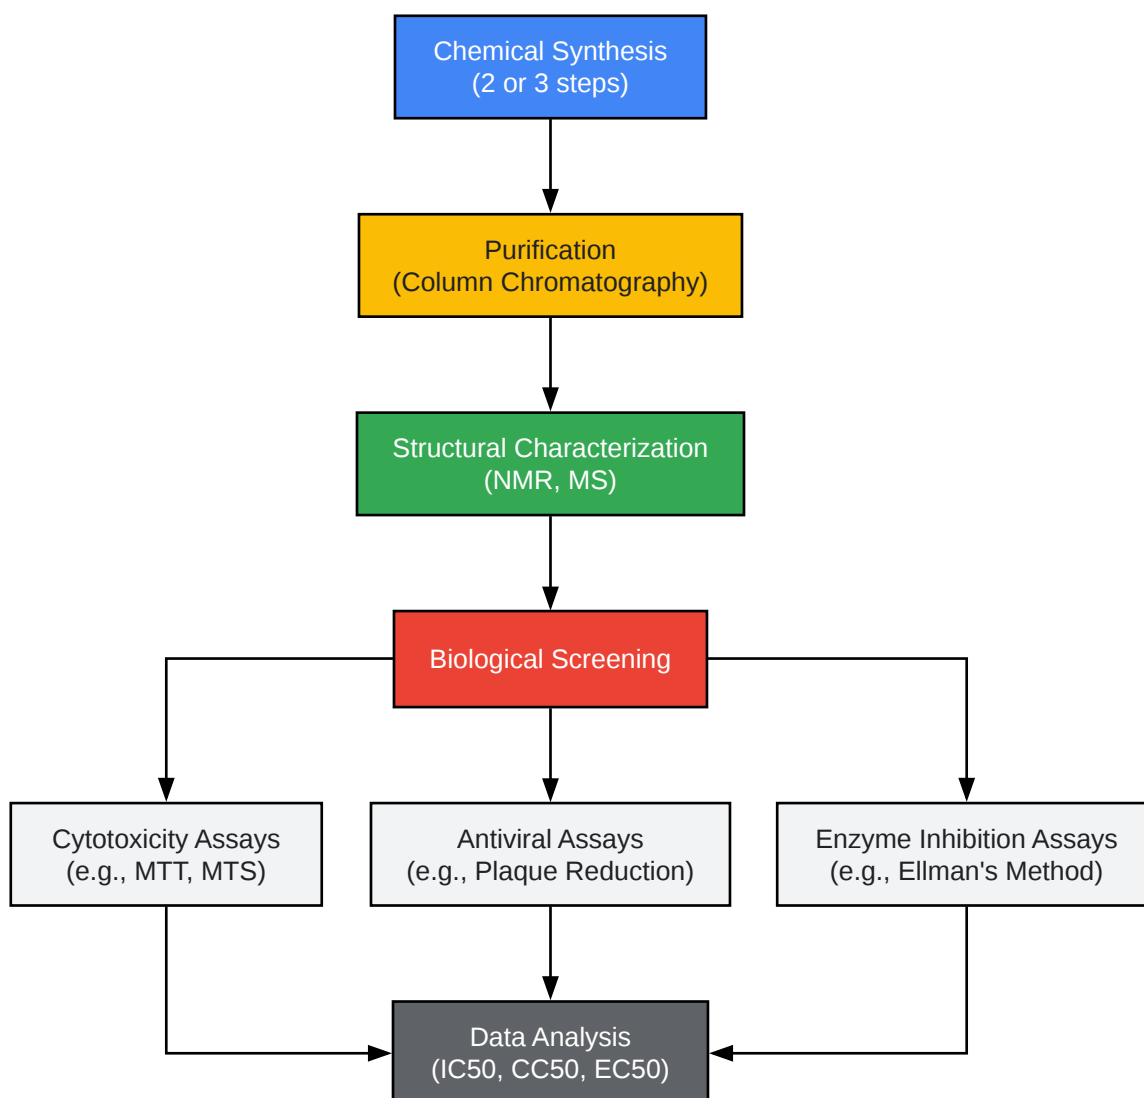 Chemical Synthesis
(2 or 3 steps)
Purification
(Column Chromatography)
Structural Characterization
(NMR, MS)
Biological Screening
Cytotoxicity Assays
(e.g., MTT, MTS)
Antiviral Assays
(e.g., Plaque Reduction)
Enzyme Inhibition Assays
(e.g., Ellman's Method)
Data Analysis
(IC50, CC50, EC50)